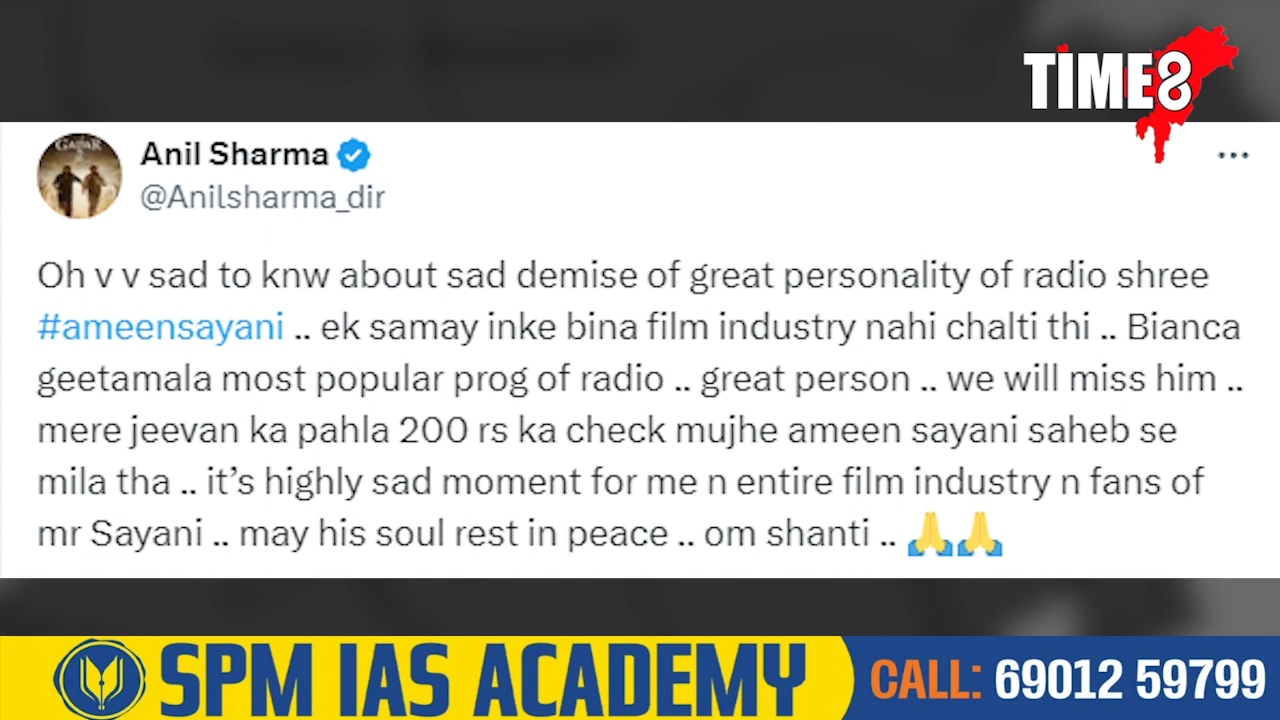 TIME8
GADAR
Anil Sharma
@Anilsharma_dir
Oh v v sad to knw about sad demise of great personality of radio shree
#ameensayani .. ek samay inke bina film industry nahi chalti thi .. Bianca
geetamala most popular prog of radio .. great person .. we will miss him ..
mere jeevan ka pahla 200 rs ka check mujhe ameen sayani saheb se
mila tha .. it’s highly sad moment for me n entire film industry n fans of
mr Sayani .. may his soul rest in peace .. om shanti .. 🙏🙏
SPM IAS ACADEMY
CALL: 69012 59799